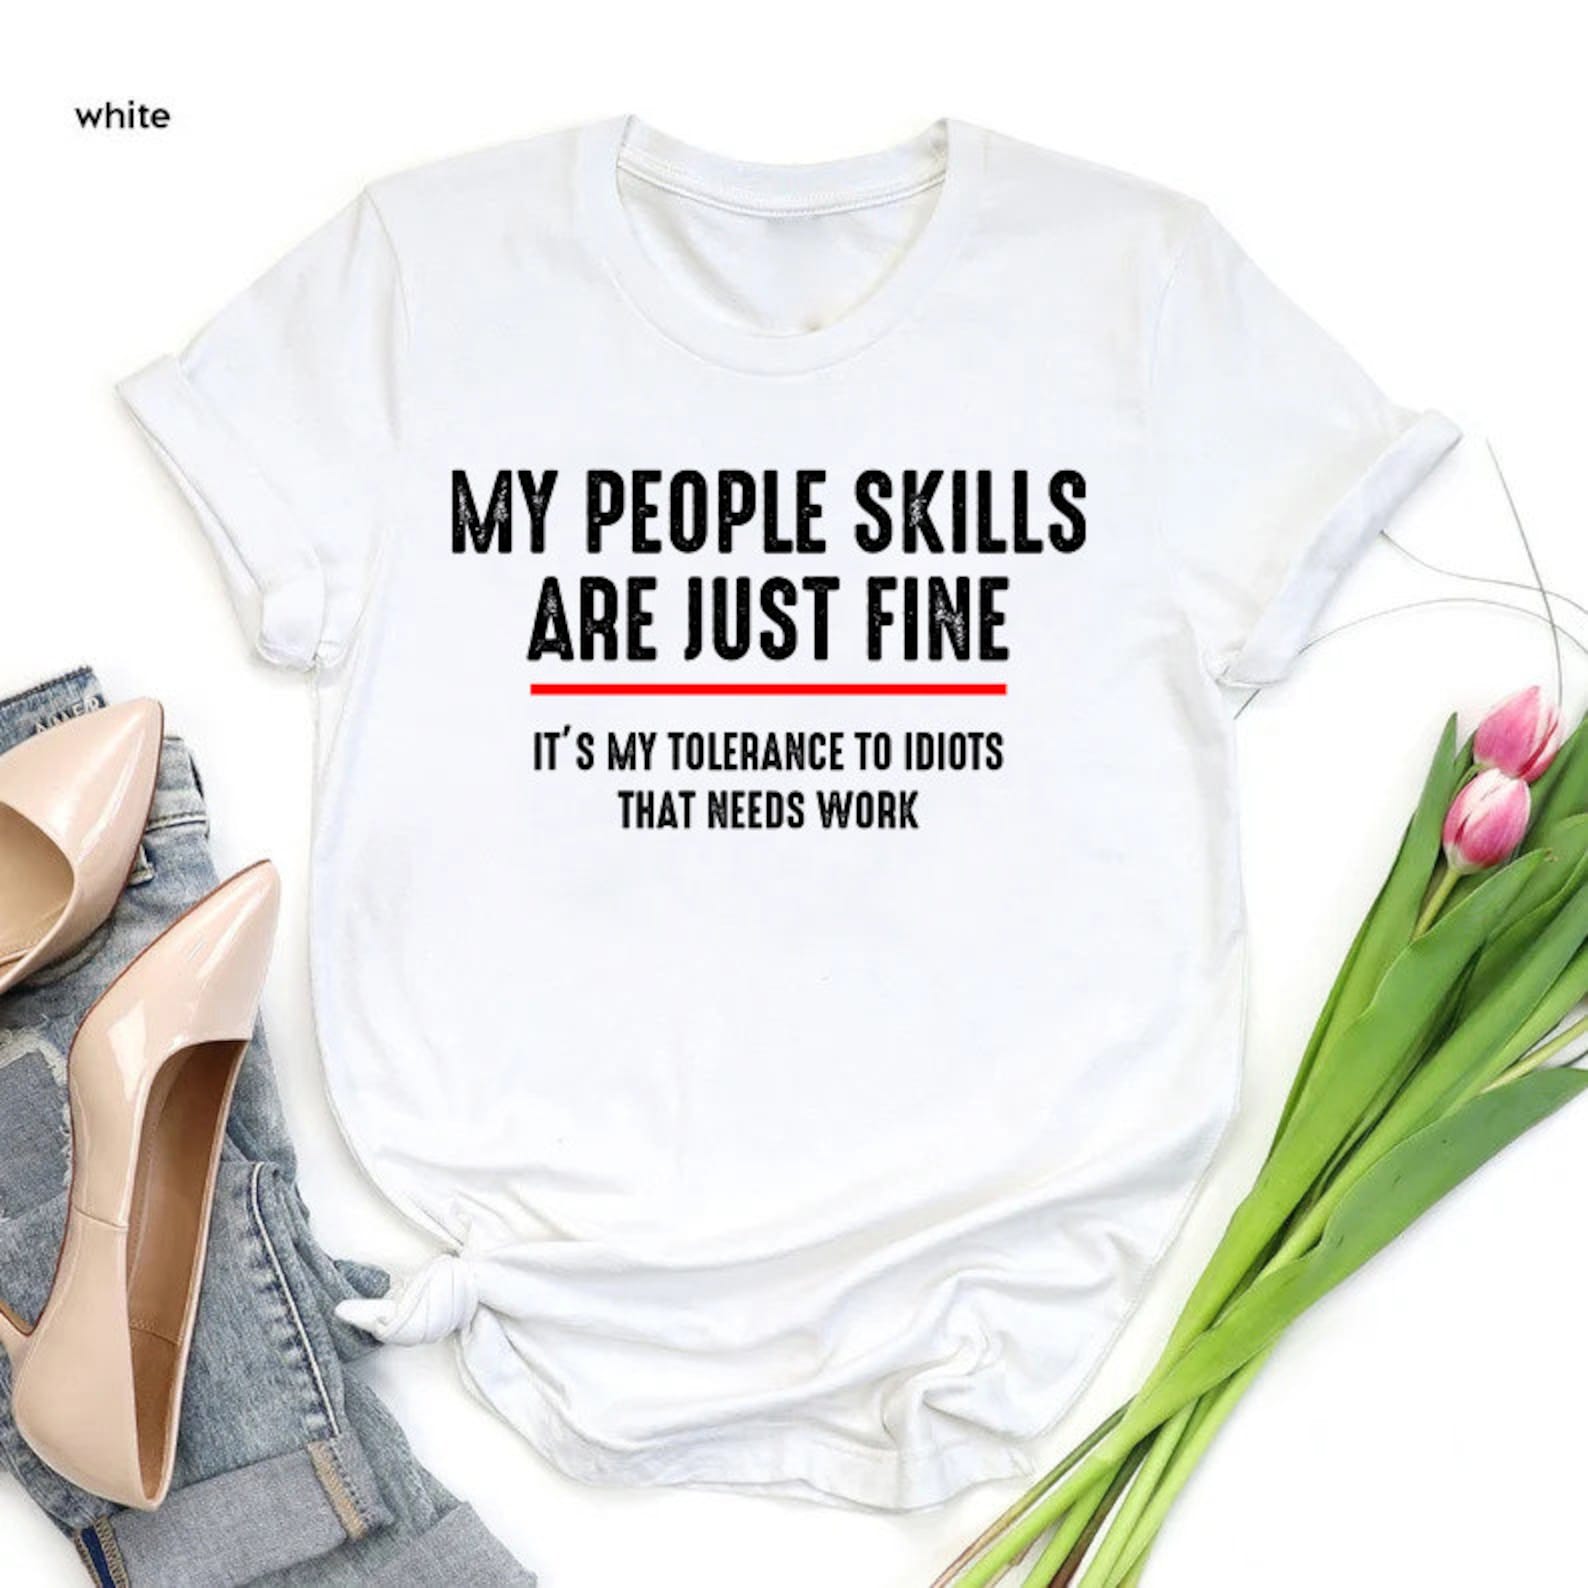 white
MY PEOPLE SKILLS
ARE JUST FINE
IT'S MY TOLERANCE TO IDIOTS
THAT NEEDS WORK